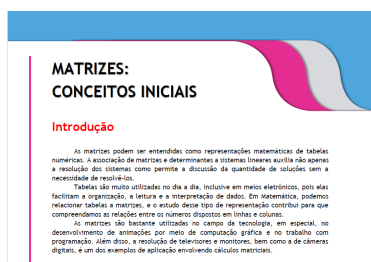 MATRIZES:
CONCEITOS INICIAIS
Introdução
As matrizes podem ser entendidas como representações matemáticas de tabelas
numéricas. A associação de matrizes e determinantes a sistemas lineares auxilia não apenas
a resolução dos sistemas como permite a discussão da quantidade de soluções sem a
necessidade de resolvê-los.
Tabelas são muito utilizadas no dia a dia, inclusive em meios eletrônicos, pois elas
facilitam a organização, a leitura e a interpretação de dados. Em Matemática, podemos
relacionar tabelas a matrizes, e o estudo desse tipo de representação contribui para que
compreendamos as relações entre os números dispostos em linhas e colunas.
As matrizes são bastante utilizadas no campo da tecnologia, em especial, no
desenvolvimento de animações por meio de computação gráfica e no trabalho com
programação. Além disso, a resolução de televisores e monitores, bem como a de câmeras
digitais, é um dos exemplos de aplicação envolvendo cálculos matriciais.